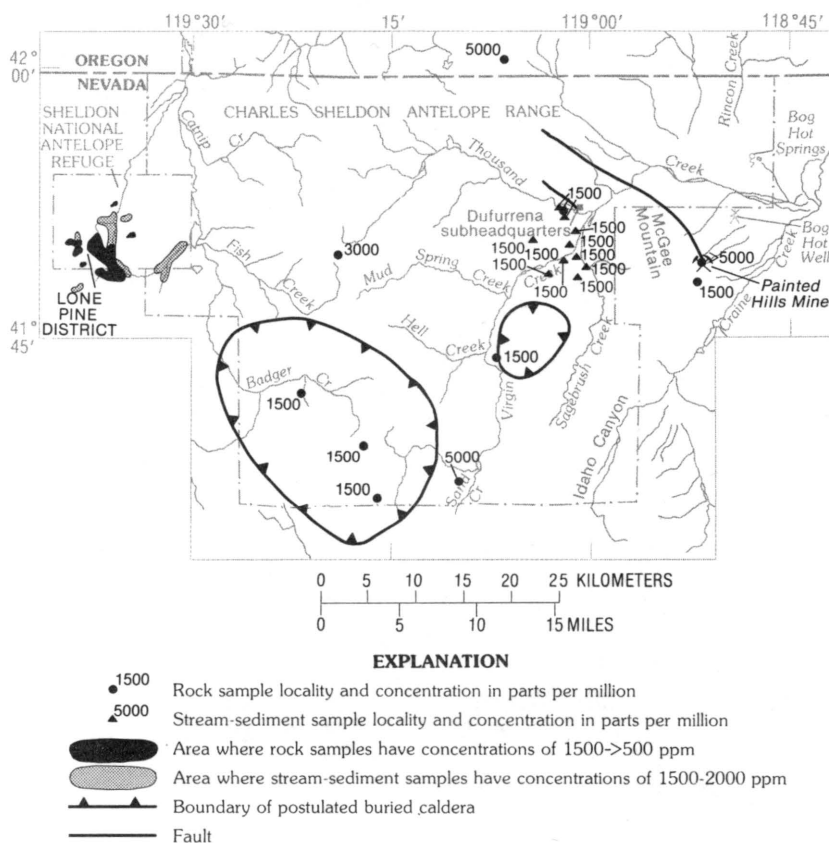 119°30′ 15′ 119°00′ 118°45′
42°
00′
OREGON
NEVADA
5000
SHELDON
NATIONAL
ANTELOPE
REFUGE
CHARLES SHELDON ANTELOPE RANGE
Catnip
Cr
Rincon Creek
Bog
Hot
Springs
Thousand
Creek
1500
Dufurrena
subheadquarters
1500
1500
1500
1500
1500
1500
1500
1500
1500
McGee
Mountain
Bog
Hot
Well
>5000
Painted
Hills Mine
1500
Craine Creek
3000
Fish
Creek
Mud Spring Creek
Creek
LONE
PINE
DISTRICT
41°
45′
Hell
Creek
1500
Virgin
Sagebrush Creek
Badger Cr
1500
1500
1500
5000
Sand
Cr
Idaho Canyon
0 5 10 15 20 25 KILOMETERS
0 5 10 15 MILES
EXPLANATION
1500 Rock sample locality and concentration in parts per million
5000 Stream-sediment sample locality and concentration in parts per million
Area where rock samples have concentrations of 1500->500 ppm
Area where stream-sediment samples have concentrations of 1500-2000 ppm
Boundary of postulated buried caldera
Fault